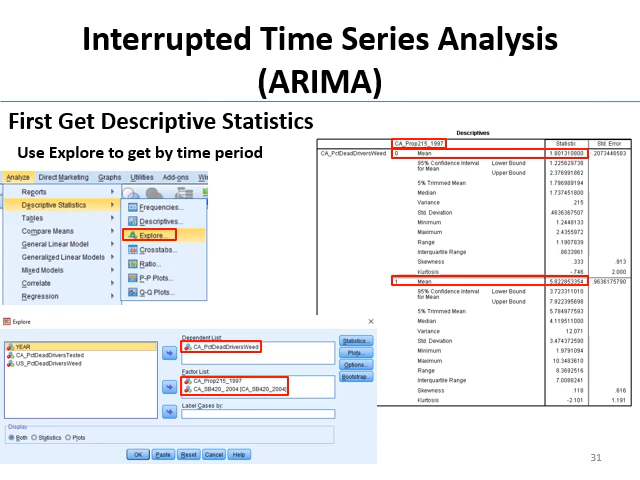 Interrupted Time Series Analysis
(ARIMA)
First Get Descriptive Statistics
Use Explore to get by time period
Analyze Direct Marketing Graphs Utilities Add-ons Wi
Reports
Descriptive Statistics
Tables
Compare Means
General Linear Model
Generalized Linear Models
Mixed Models
Correlate
Regression
Frequencies...
Descriptives...
Explore...
Crosstabs...
Ratio...
P-P Plots...
Q-Q Plots...
Descriptives
CA_Prop215_1997 Statistic Std. Error
CA_PctDeadDriversWeed 0 Mean 1.801310800 .2073446583
95% Confidence Interval for Mean Lower Bound 1.225629738
Upper Bound 2.376991862
5% Trimmed Mean 1.796989194
Median 1.737451800
Variance .215
Std. Deviation .4636367507
Minimum 1.2448133
Maximum 2.4355972
Range 1.1907839
Interquartile Range .8633961
Skewness .333 .913
Kurtosis -.746 2.000
1 Mean 5.822853354 .9636175790
95% Confidence Interval for Mean Lower Bound 3.723311010
Upper Bound 7.922395698
5% Trimmed Mean 5.784977593
Median 4.119511000
Variance 12.071
Std. Deviation 3.474372590
Minimum 1.9791094
Maximum 10.3483610
Range 8.3692516
Interquartile Range 7.0088241
Skewness .118 .616
Kurtosis -2.101 1.191
Explore
YEAR
CA_PctDeadDriversTested
US_PctDeadDriversWeed
Dependent List:
CA_PctDeadDriversWeed
Factor List:
CA_Prop215_1997
CA_SB420_ 2004 [CA_SB420_2004]
Label Cases by:
Statistics...
Plots...
Options...
Bootstrap...
Display
Both Statistics Plots
OK Paste Reset Cancel Help
31